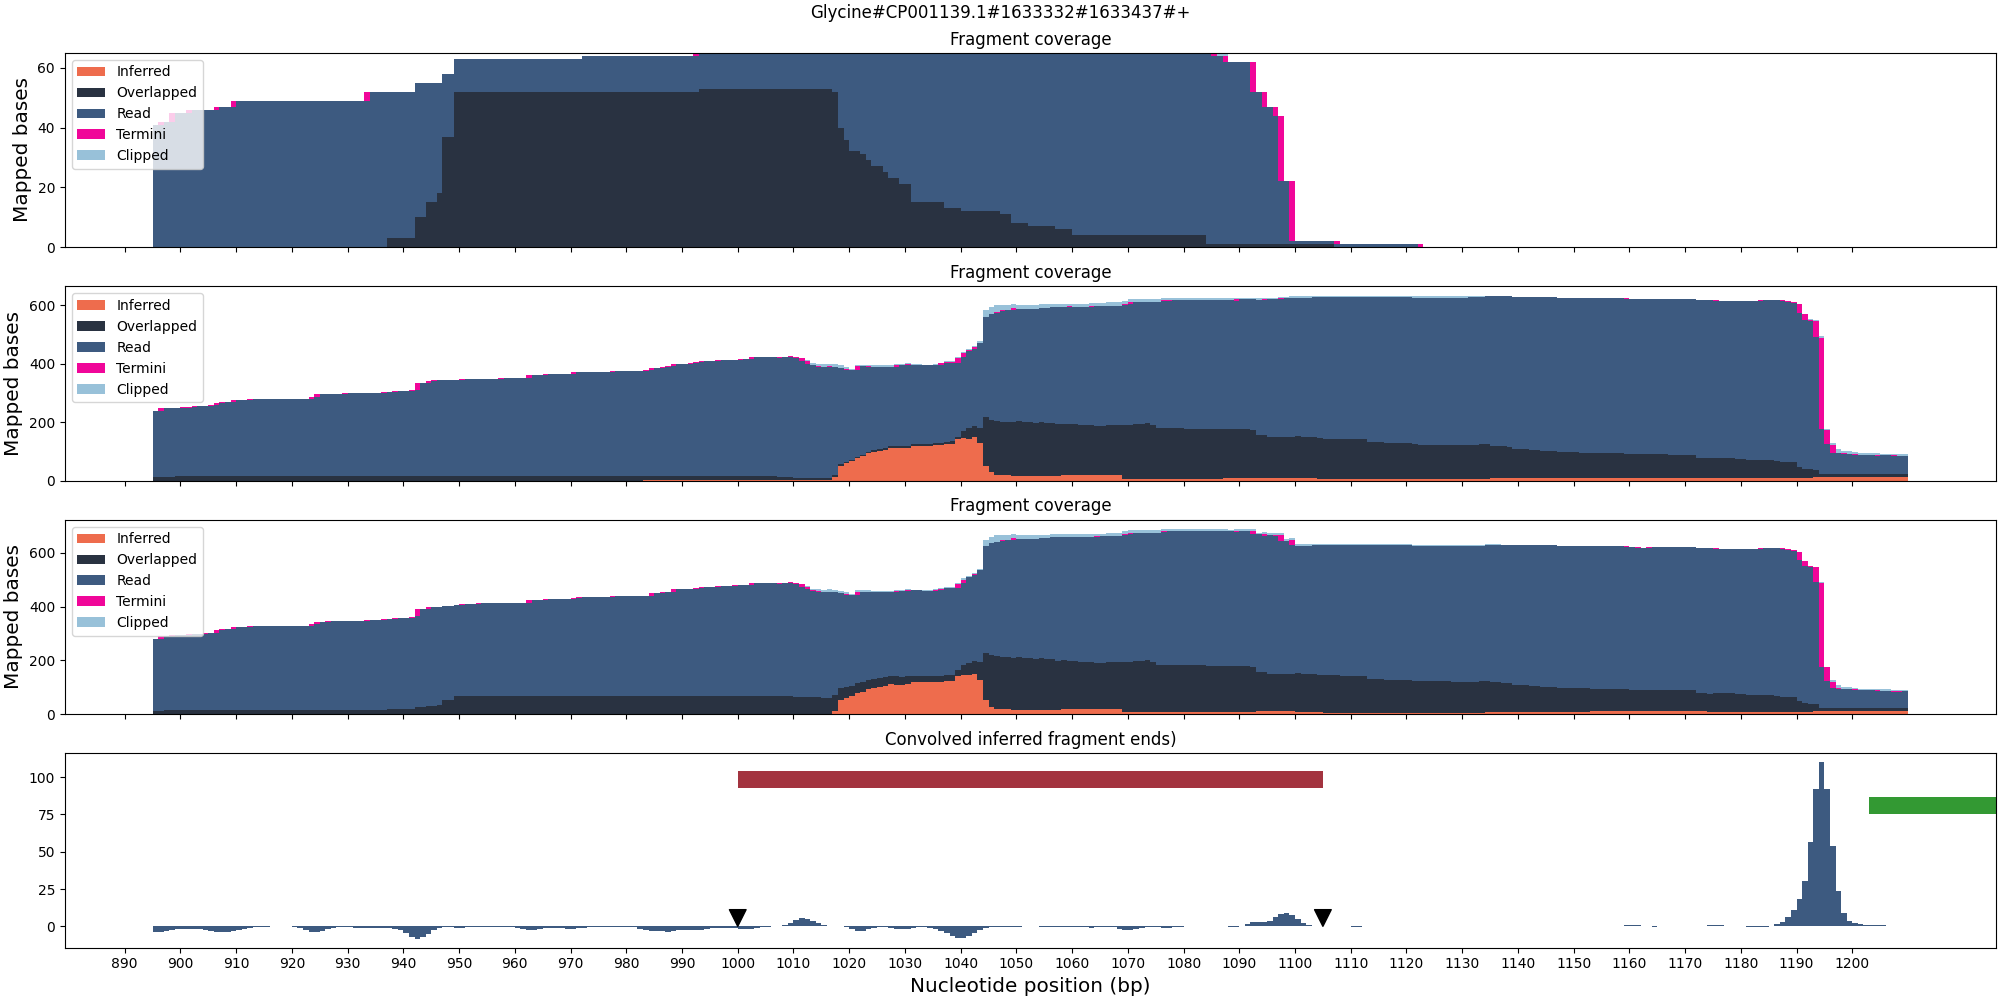 Glycine#CP001139.1#1633332#1633437#+
Fragment coverage
Mapped bases
60
40
20
0
Inferred
Overlapped
Read
Termini
Clipped
Fragment coverage
Mapped bases
600
400
200
0
Inferred
Overlapped
Read
Termini
Clipped
Fragment coverage
Mapped bases
600
400
200
0
Inferred
Overlapped
Read
Termini
Clipped
Convolved inferred fragment ends)
100
75
50
25
0
890 900 910 920 930 940 950 960 970 980 990 1000 1010 1020 1030 1040 1050 1060 1070 1080 1090 1100 1110 1120 1130 1140 1150 1160 1170 1180 1190 1200
Nucleotide position (bp)